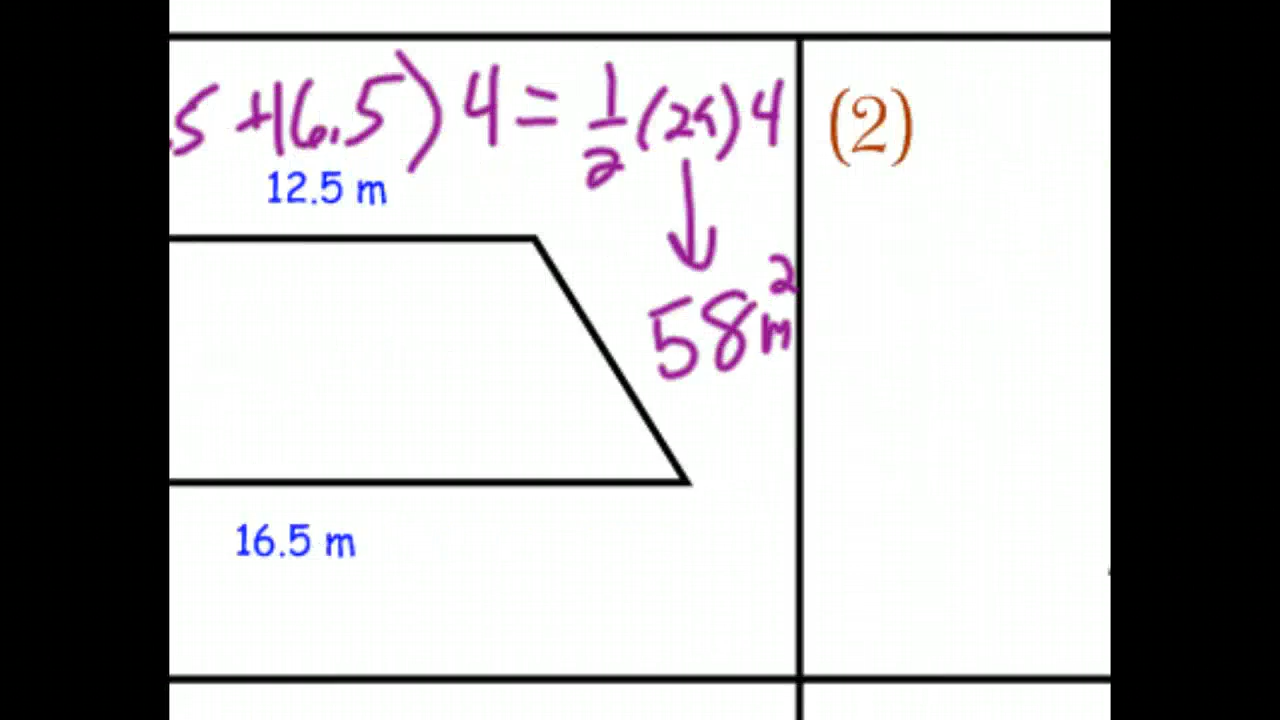 .5 +16.5) 4 = 1/2 (29) 4
(2)
12.5 m
58 m²
16.5 m